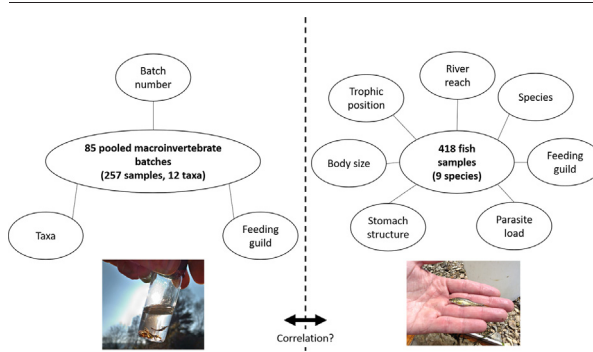 Batch
number
85 pooled macroinvertebrate
batches
(257 samples, 12 taxa)
Taxa
Feeding
guild
River
reach
Trophic
position
Species
Body size
418 fish
samples
(9 species)
Feeding
guild
Stomach
structure
Parasite
load
Correlation?